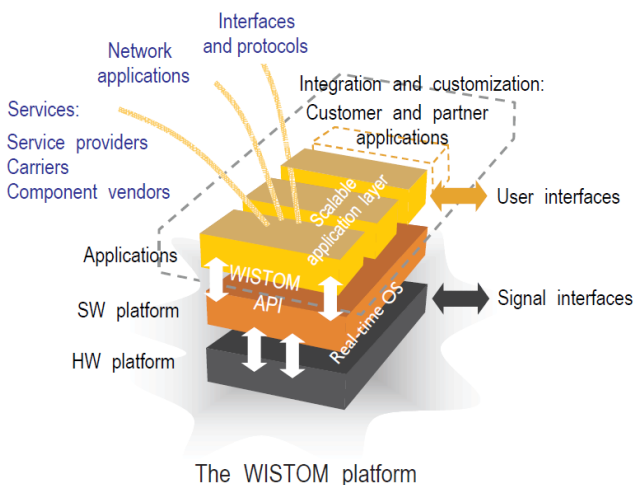 Interfaces
and protocols
Network
applications
Integration and customization:
Customer and partner
applications
Services:
Service providers
Carriers
Component vendors
Scalable
application layer
User interfaces
Applications
WISTOM
API
SW platform
Real-time OS
Signal interfaces
HW platform
The WISTOM platform